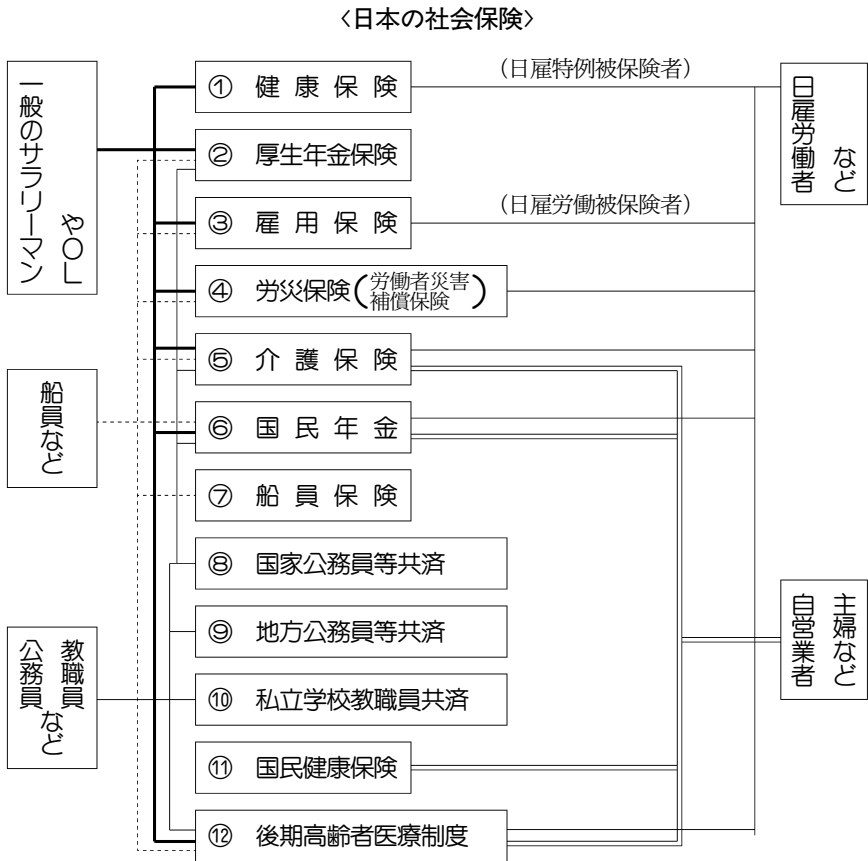 〈日本の社会保険〉
一般のサラリーマン
やOL
船員など
教職員
公務員
など
① 健康保険
② 厚生年金保険
③ 雇用保険
④ 労災保険(労働者災害
補償保険)
⑤ 介護保険
⑥ 国民年金
⑦ 船員保険
⑧ 国家公務員等共済
⑨ 地方公務員等共済
⑩ 私立学校教職員共済
⑪ 国民健康保険
⑫ 後期高齢者医療制度
(日雇特例被保険者)
(日雇労働被保険者)
日雇労働者
など
主婦など
自営業者